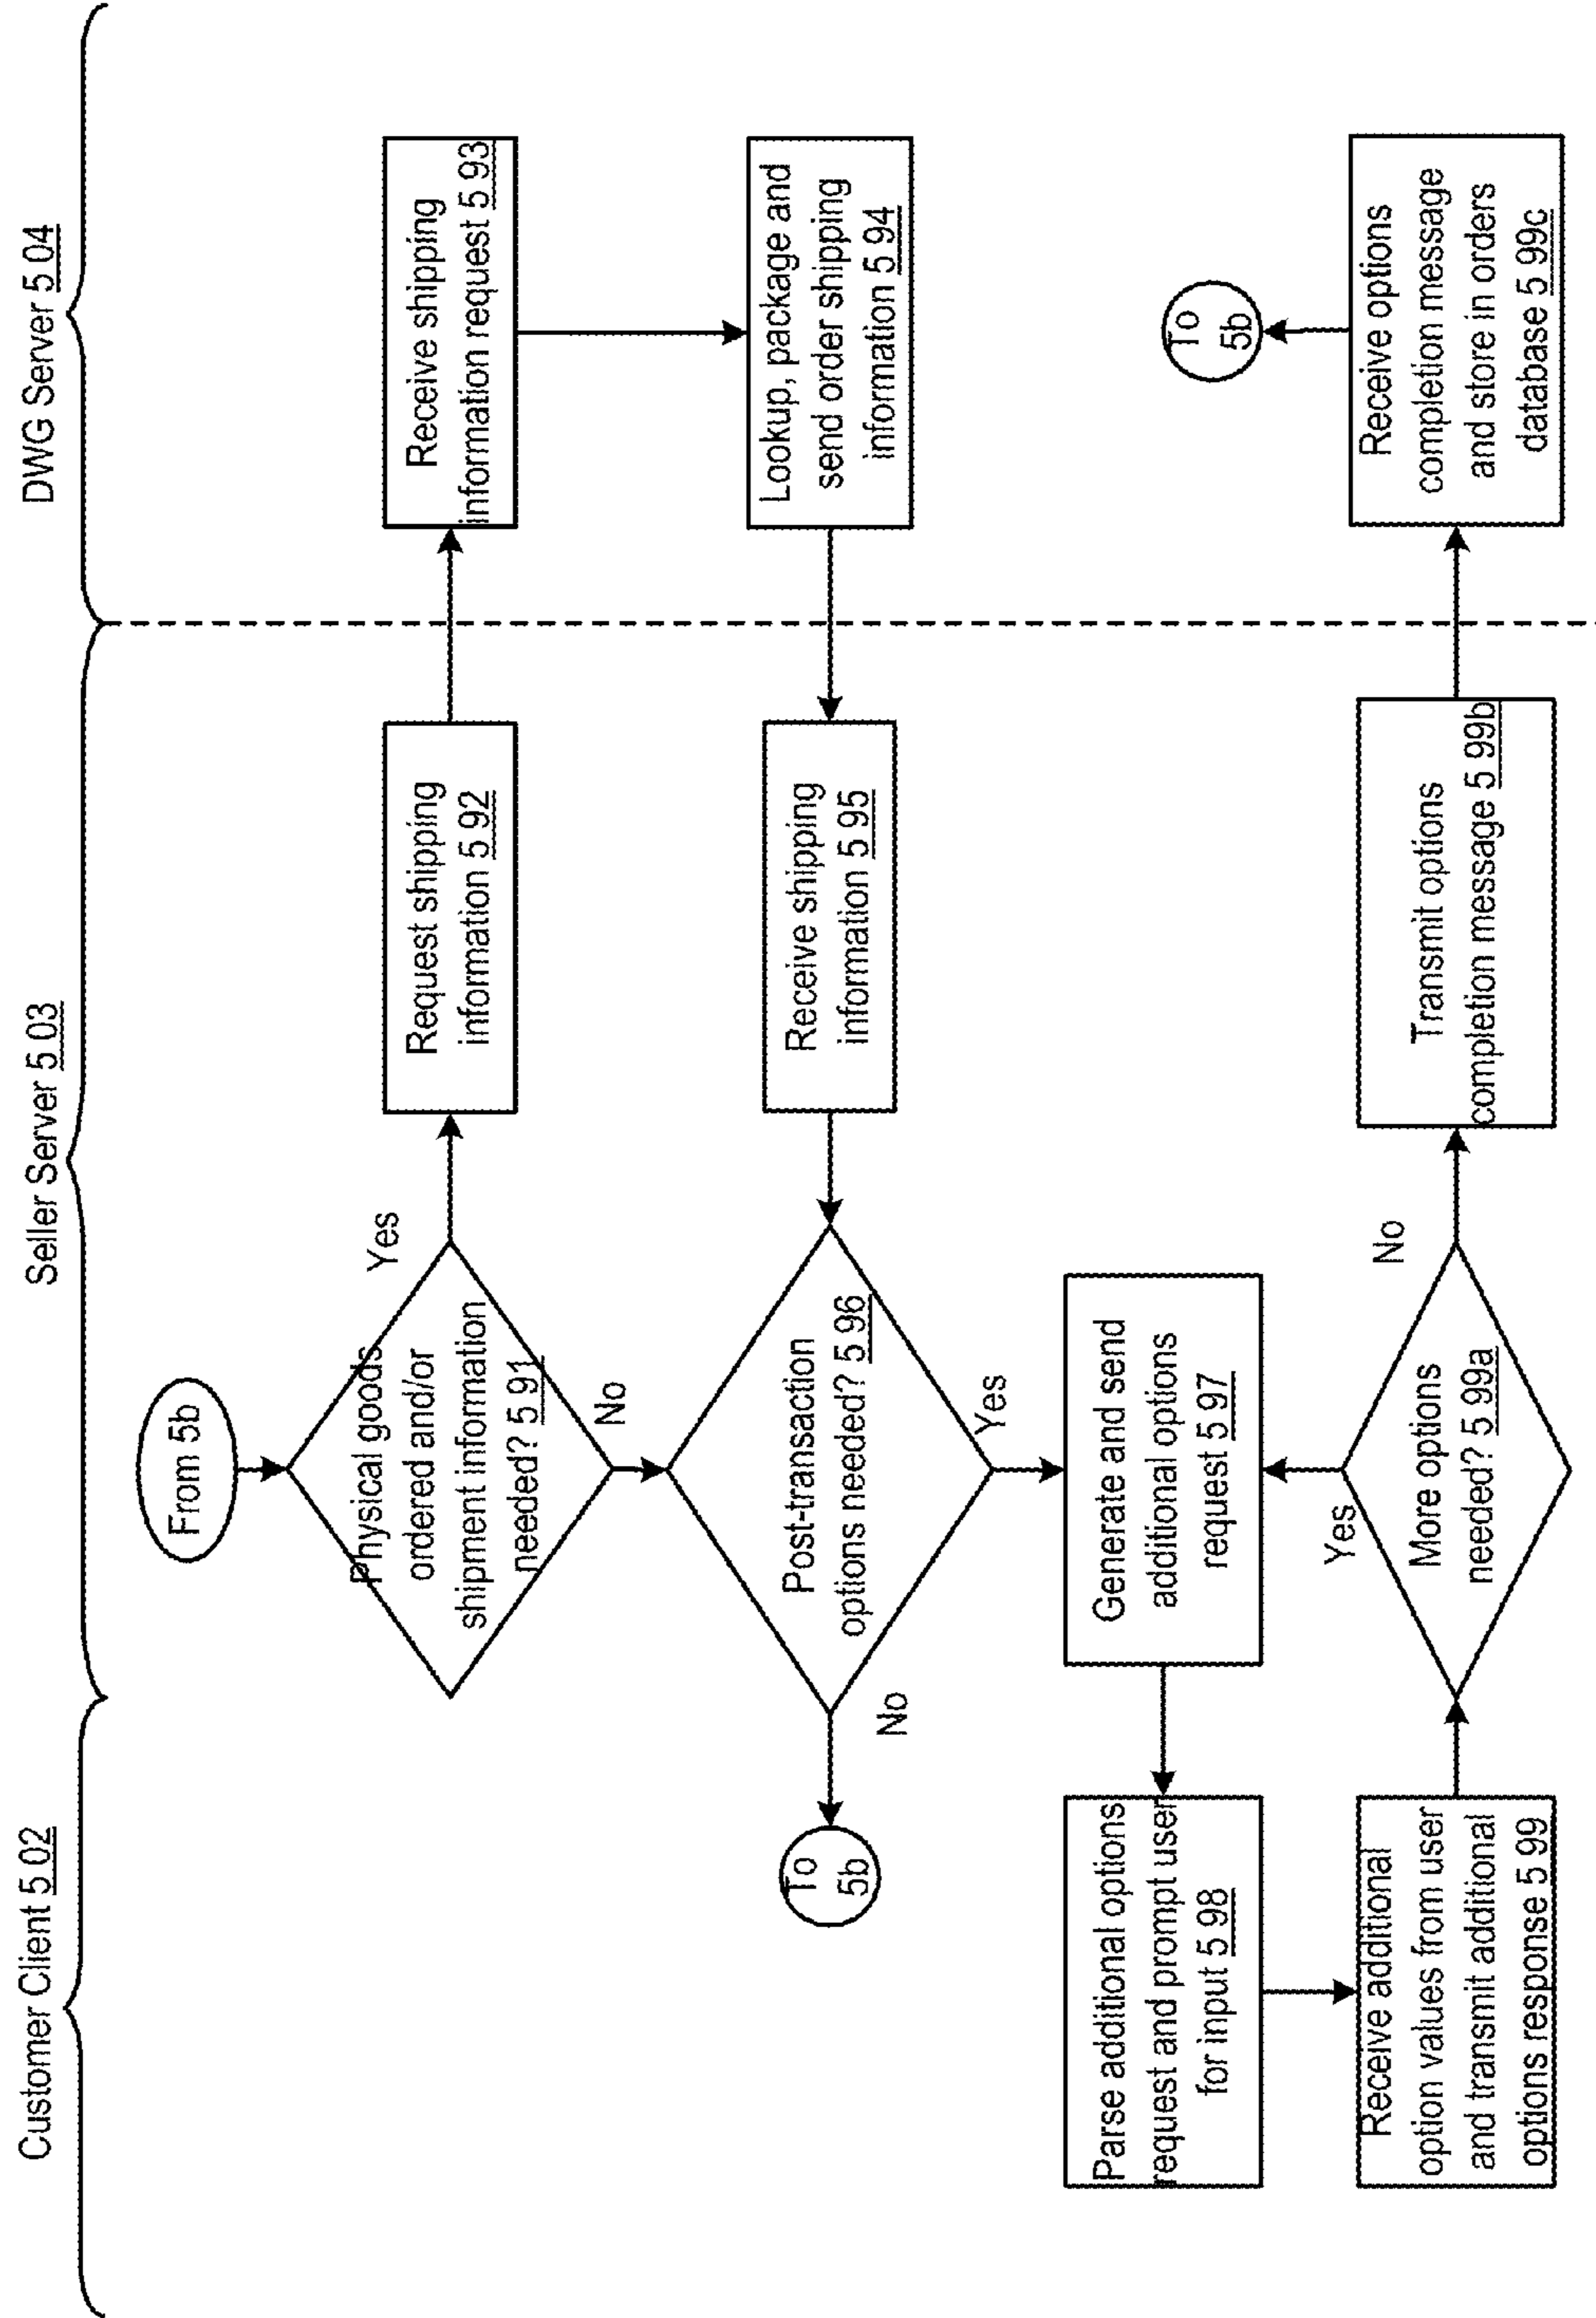 Customer Client 5 02
Seller Server 5 03
DWG Server 5 04
From 5b
Physical goods
ordered and/or
shipment information
needed? 5 91
Yes
No
Request shipping
information 5 92
Receive shipping
information request 5 93
Lookup, package and
send order shipping
information 5 94
Receive shipping
information 5 95
Post-transaction
options needed? 5 96
No
Yes
To
5b
Generate and send
additional options
request 5 97
Parse additional options
request and prompt user
for input 5 98
Receive additional
option values from user
and transmit additional
options response 5 99
More options
needed? 5 99a
Yes
No
Transmit options
completion message 5 99b
Receive options
completion message
and store in orders
database 5 99c
To
5b